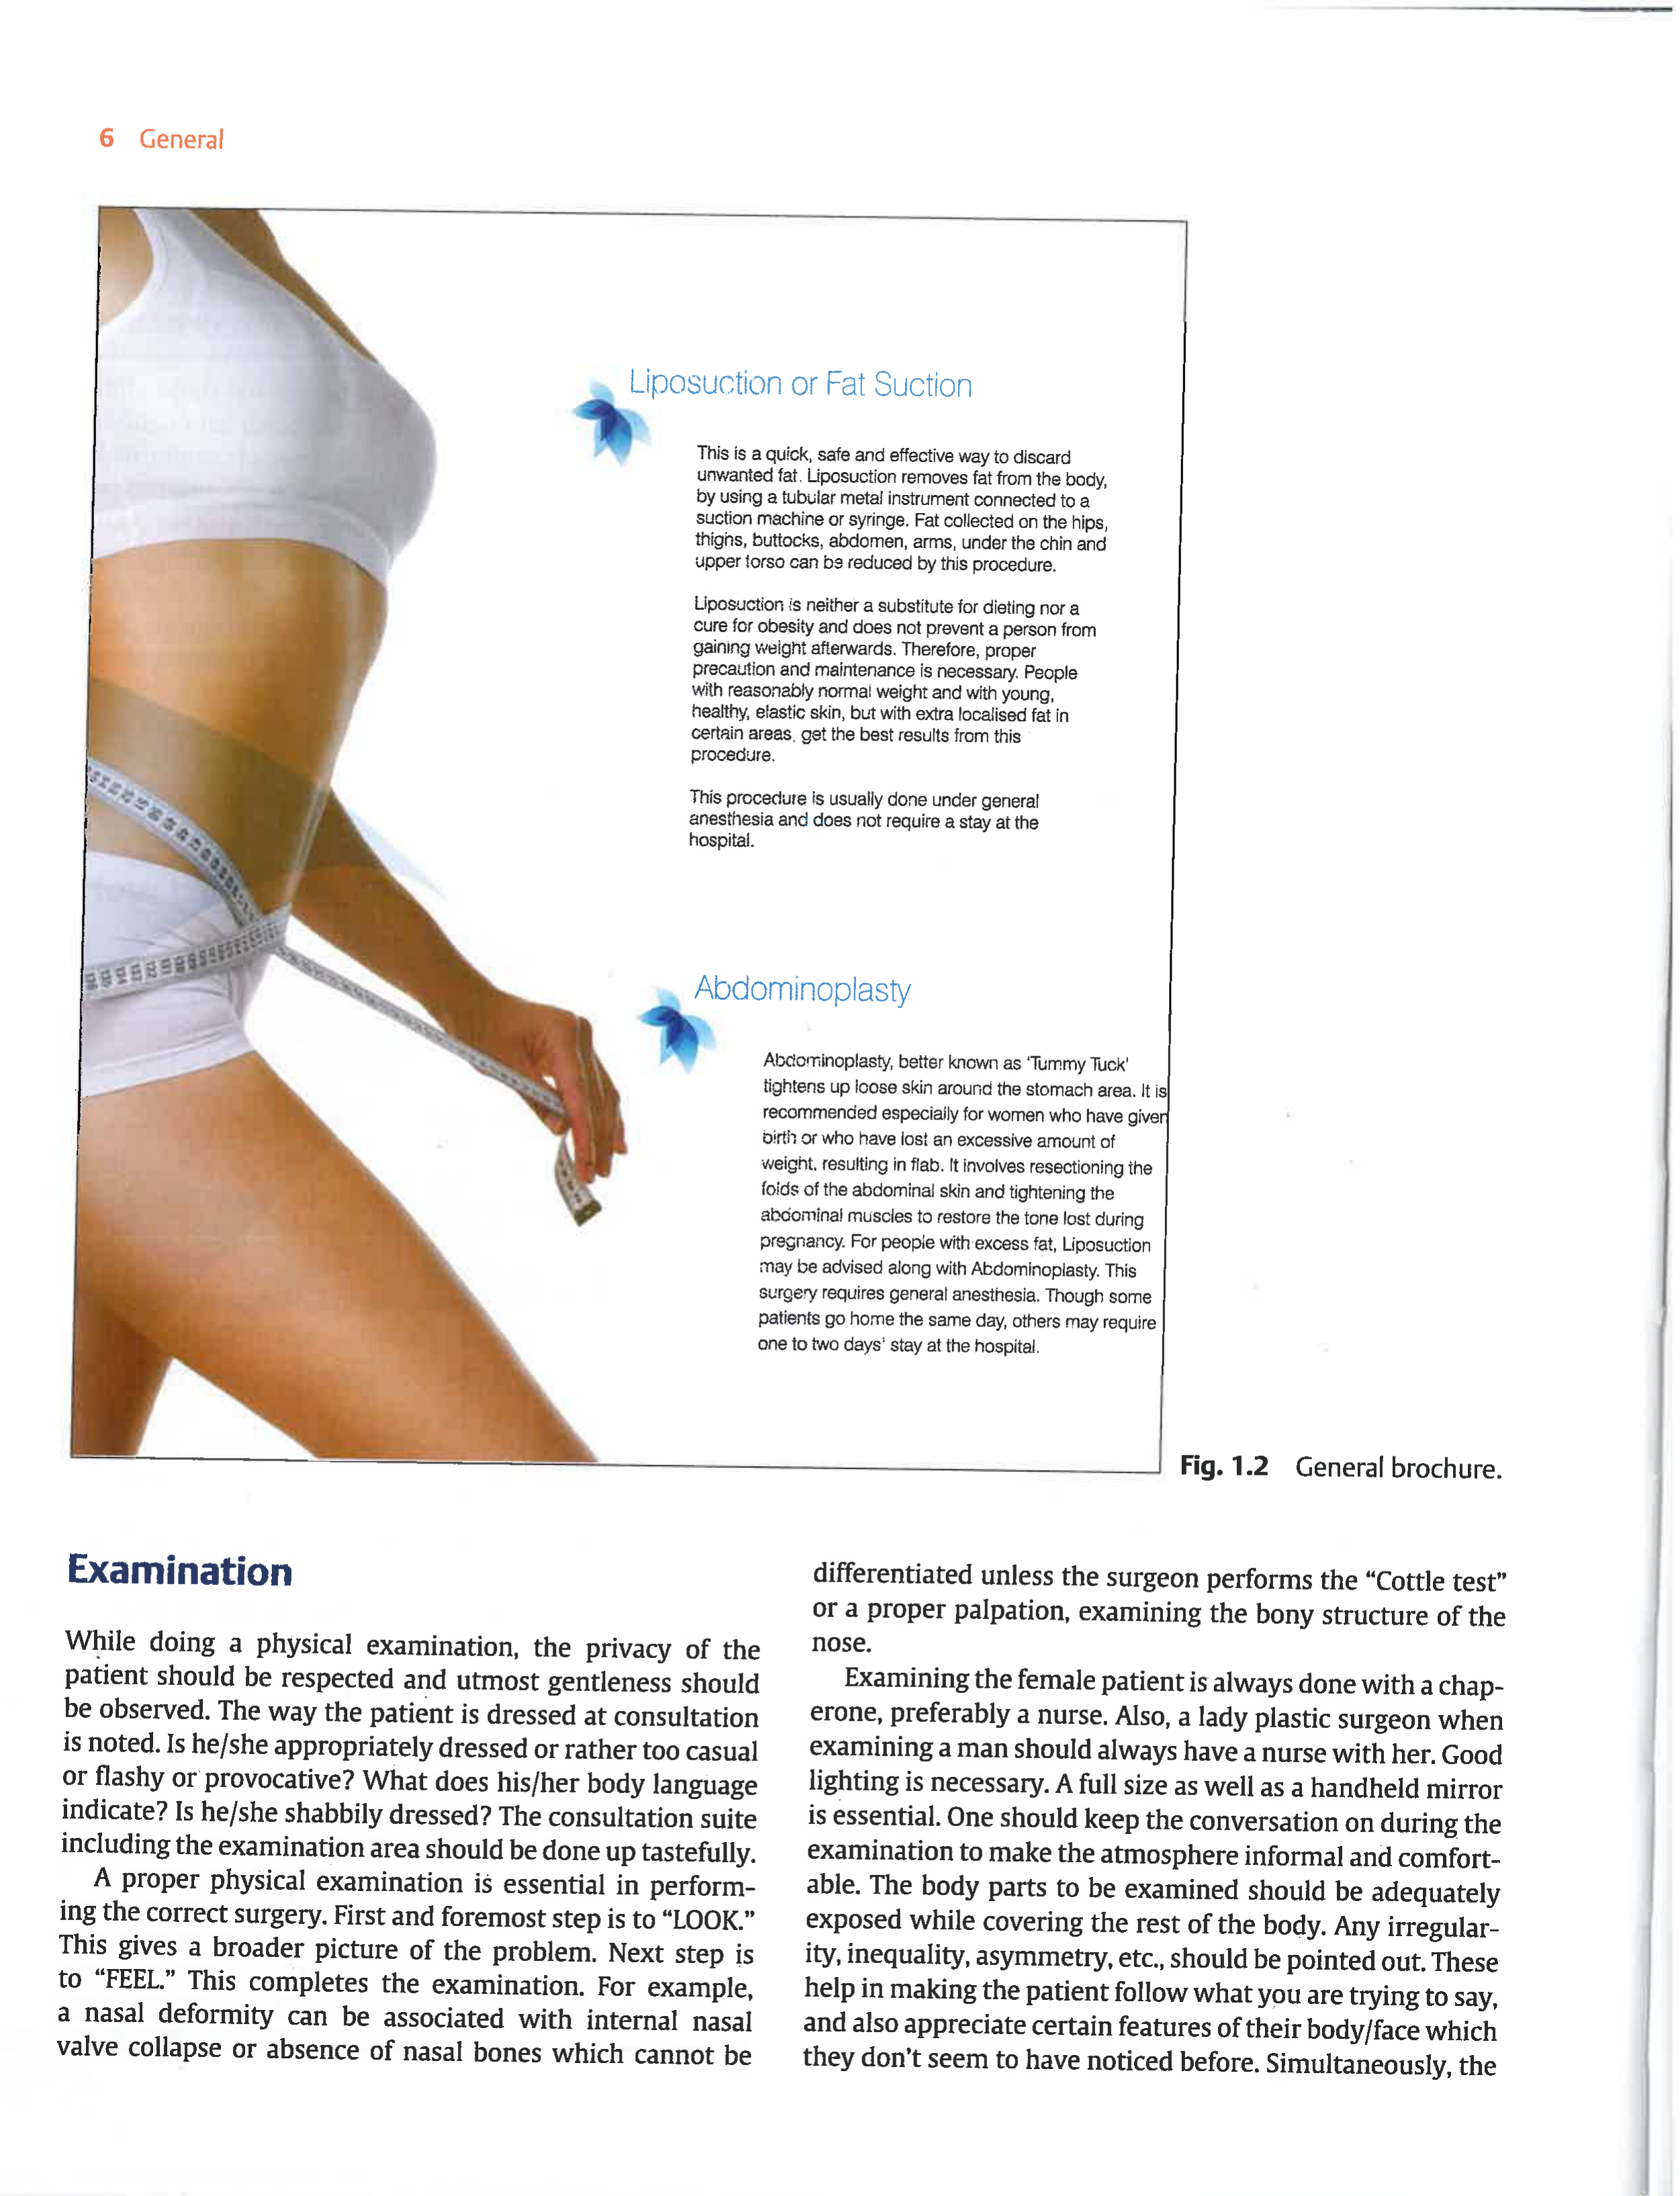 6 General
Liposuction or Fat Suction
This is a quick, safe and effective way to discard
unwanted fat. Liposuction removes fat from the body,
by using a tubular metal instrument connected to a
suction machine or syringe. Fat collected on the hips,
thighs, buttocks, abdomen, arms, under the chin and
upper torso can be reduced by this procedure.
Liposuction is neither a substitute for dieting nor a
cure for obesity and does not prevent a person from
gaining weight afterwards. Therefore, proper
precaution and maintenance is necessary. People
with reasonably normal weight and with young,
healthy, elastic skin, but with extra localised fat in
certain areas, get the best results from this
procedure.
This procedure is usually done under general
anesthesia and does not require a stay at the
hospital.
Abdominoplasty
Abdominoplasty, better known as 'Tummy Tuck'
tightens up loose skin around the stomach area. It is
recommended especially for women who have given
birth or who have lost an excessive amount of
weight, resulting in flab. It involves resectioning the
folds of the abdominal skin and tightening the
abdominal muscles to restore the tone lost during
pregnancy. For people with excess fat, Liposuction
may be advised along with Abdominoplasty. This
surgery requires general anesthesia. Though some
patients go home the same day, others may require
one to two days' stay at the hospital.
Fig. 1.2 General brochure.
Examination
While doing a physical examination, the privacy of the
patient should be respected and utmost gentleness should
be observed. The way the patient is dressed at consultation
is noted. Is he/she appropriately dressed or rather too casual
or flashy or provocative? What does his/her body language
indicate? Is he/she shabbily dressed? The consultation suite
including the examination area should be done up tastefully.
A proper physical examination is essential in perform-
ing the correct surgery. First and foremost step is to “LOOK.”
This gives a broader picture of the problem. Next step is
to “FEEL.” This completes the examination. For example,
a nasal deformity can be associated with internal nasal
valve collapse or absence of nasal bones which cannot be
differentiated unless the surgeon performs the “Cottle test”
or a proper palpation, examining the bony structure of the
nose.
Examining the female patient is always done with a chap-
erone, preferably a nurse. Also, a lady plastic surgeon when
examining a man should always have a nurse with her. Good
lighting is necessary. A full size as well as a handheld mirror
is essential. One should keep the conversation on during the
examination to make the atmosphere informal and comfort-
able. The body parts to be examined should be adequately
exposed while covering the rest of the body. Any irregular-
ity, inequality, asymmetry, etc., should be pointed out. These
help in making the patient follow what you are trying to say,
and also appreciate certain features of their body/face which
they don’t seem to have noticed before. Simultaneously, the